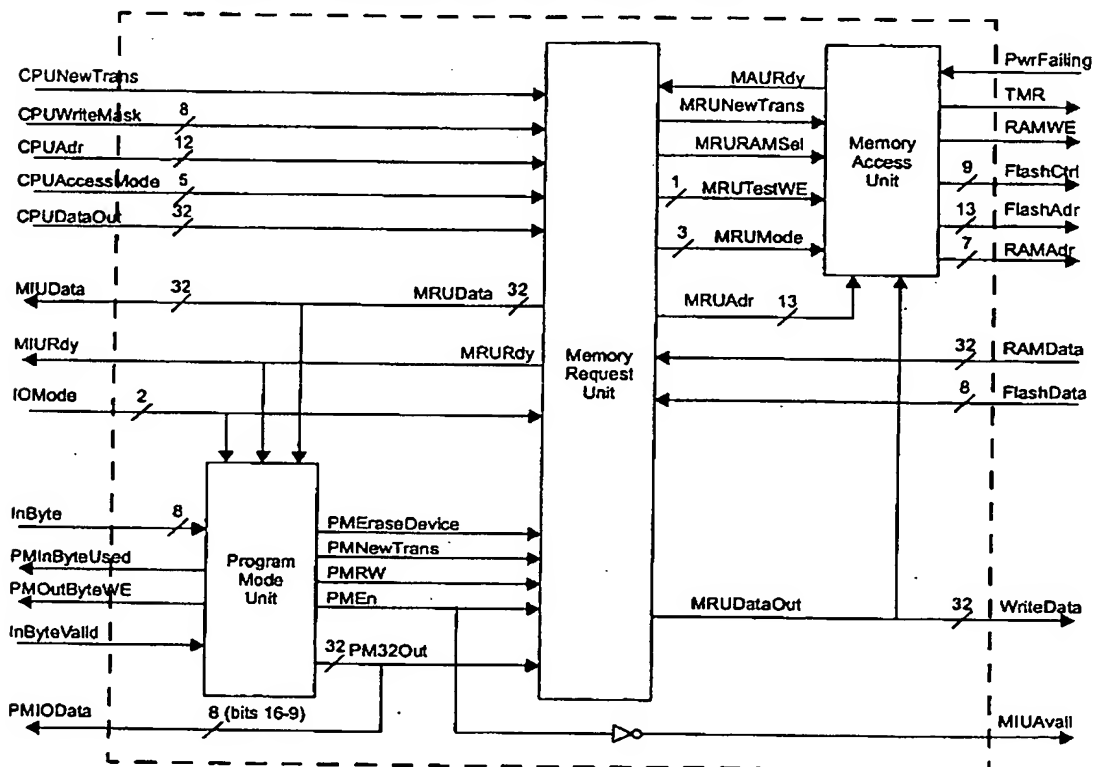 CPUNewTrans
CPUWriteMask
8
CPUAdr
12
CPUAccessMode
5
CPUDataOut
32
MIUData
32
MRUData
32
MIURdy
MRURdy
IOMode
2
InByte
8
PMInByteUsed
PMOutByteWE
InByteValid
PMIOData
8 (bits 16-9)
Program
Mode
Unit
PMEraseDevice
PMNewTrans
PMRW
PMEn
32
PM32Out
Memory
Request
Unit
MAURdy
MRUNewTrans
MRURAMSel
1
MRUTestWE
3
MRUMode
MRUAdr
13
Memory
Access
Unit
PwrFailing
TMR
RAMWE
9
FlashCtrl
13
FlashAdr
7
RAMAdr
32
RAMData
8
FlashData
MRUDataOut
32
WriteData
MIUAvail